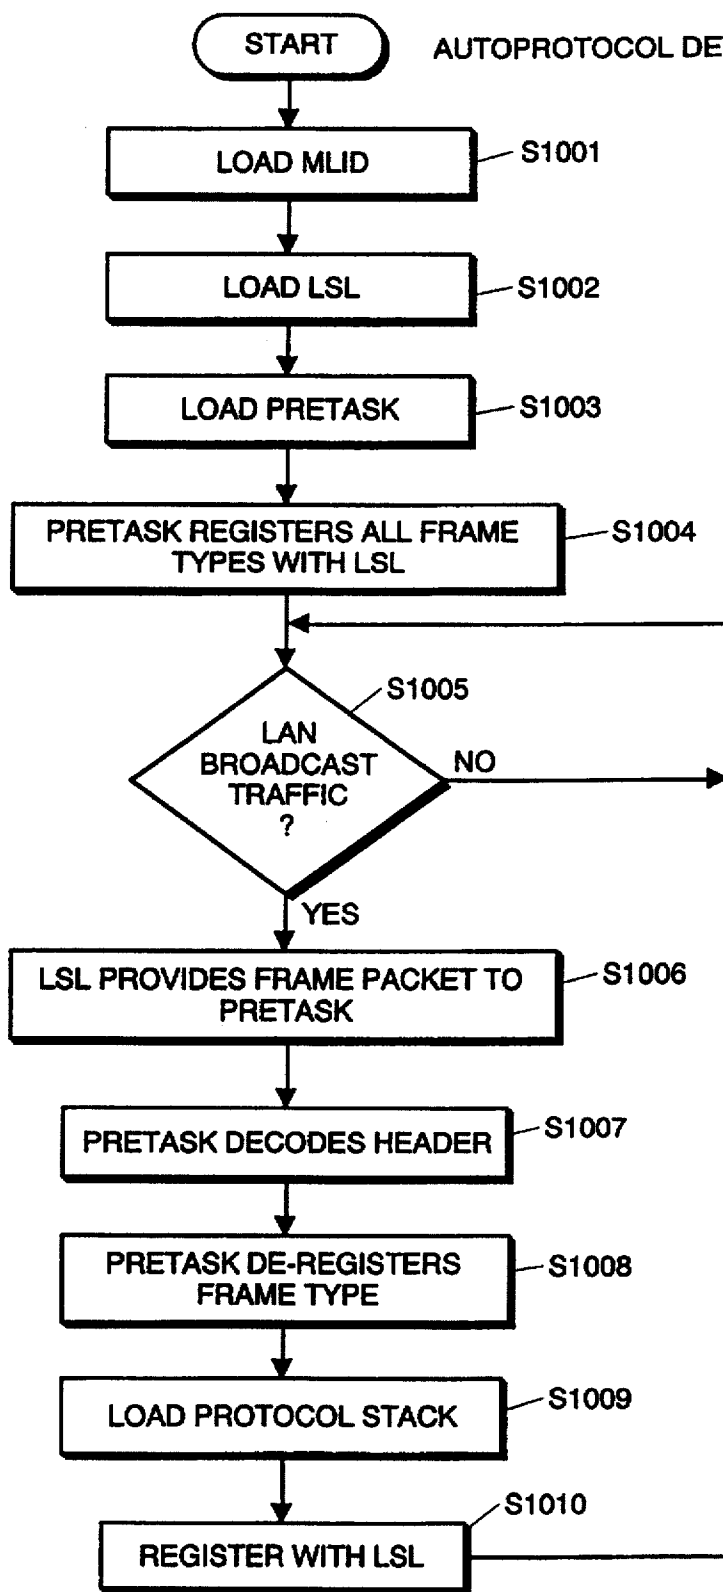 START
AUTOPROTOCOL DE
LOAD MLID
S1001
LOAD LSL
S1002
LOAD PRETASK
S1003
PRETASK REGISTERS ALL FRAME
TYPES WITH LSL
S1004
S1005
LAN
BROADCAST
TRAFFIC
?
NO
YES
LSL PROVIDES FRAME PACKET TO
PRETASK
S1006
PRETASK DECODES HEADER
S1007
PRETASK DE-REGISTERS
FRAME TYPE
S1008
LOAD PROTOCOL STACK
S1009
S1010
REGISTER WITH LSL